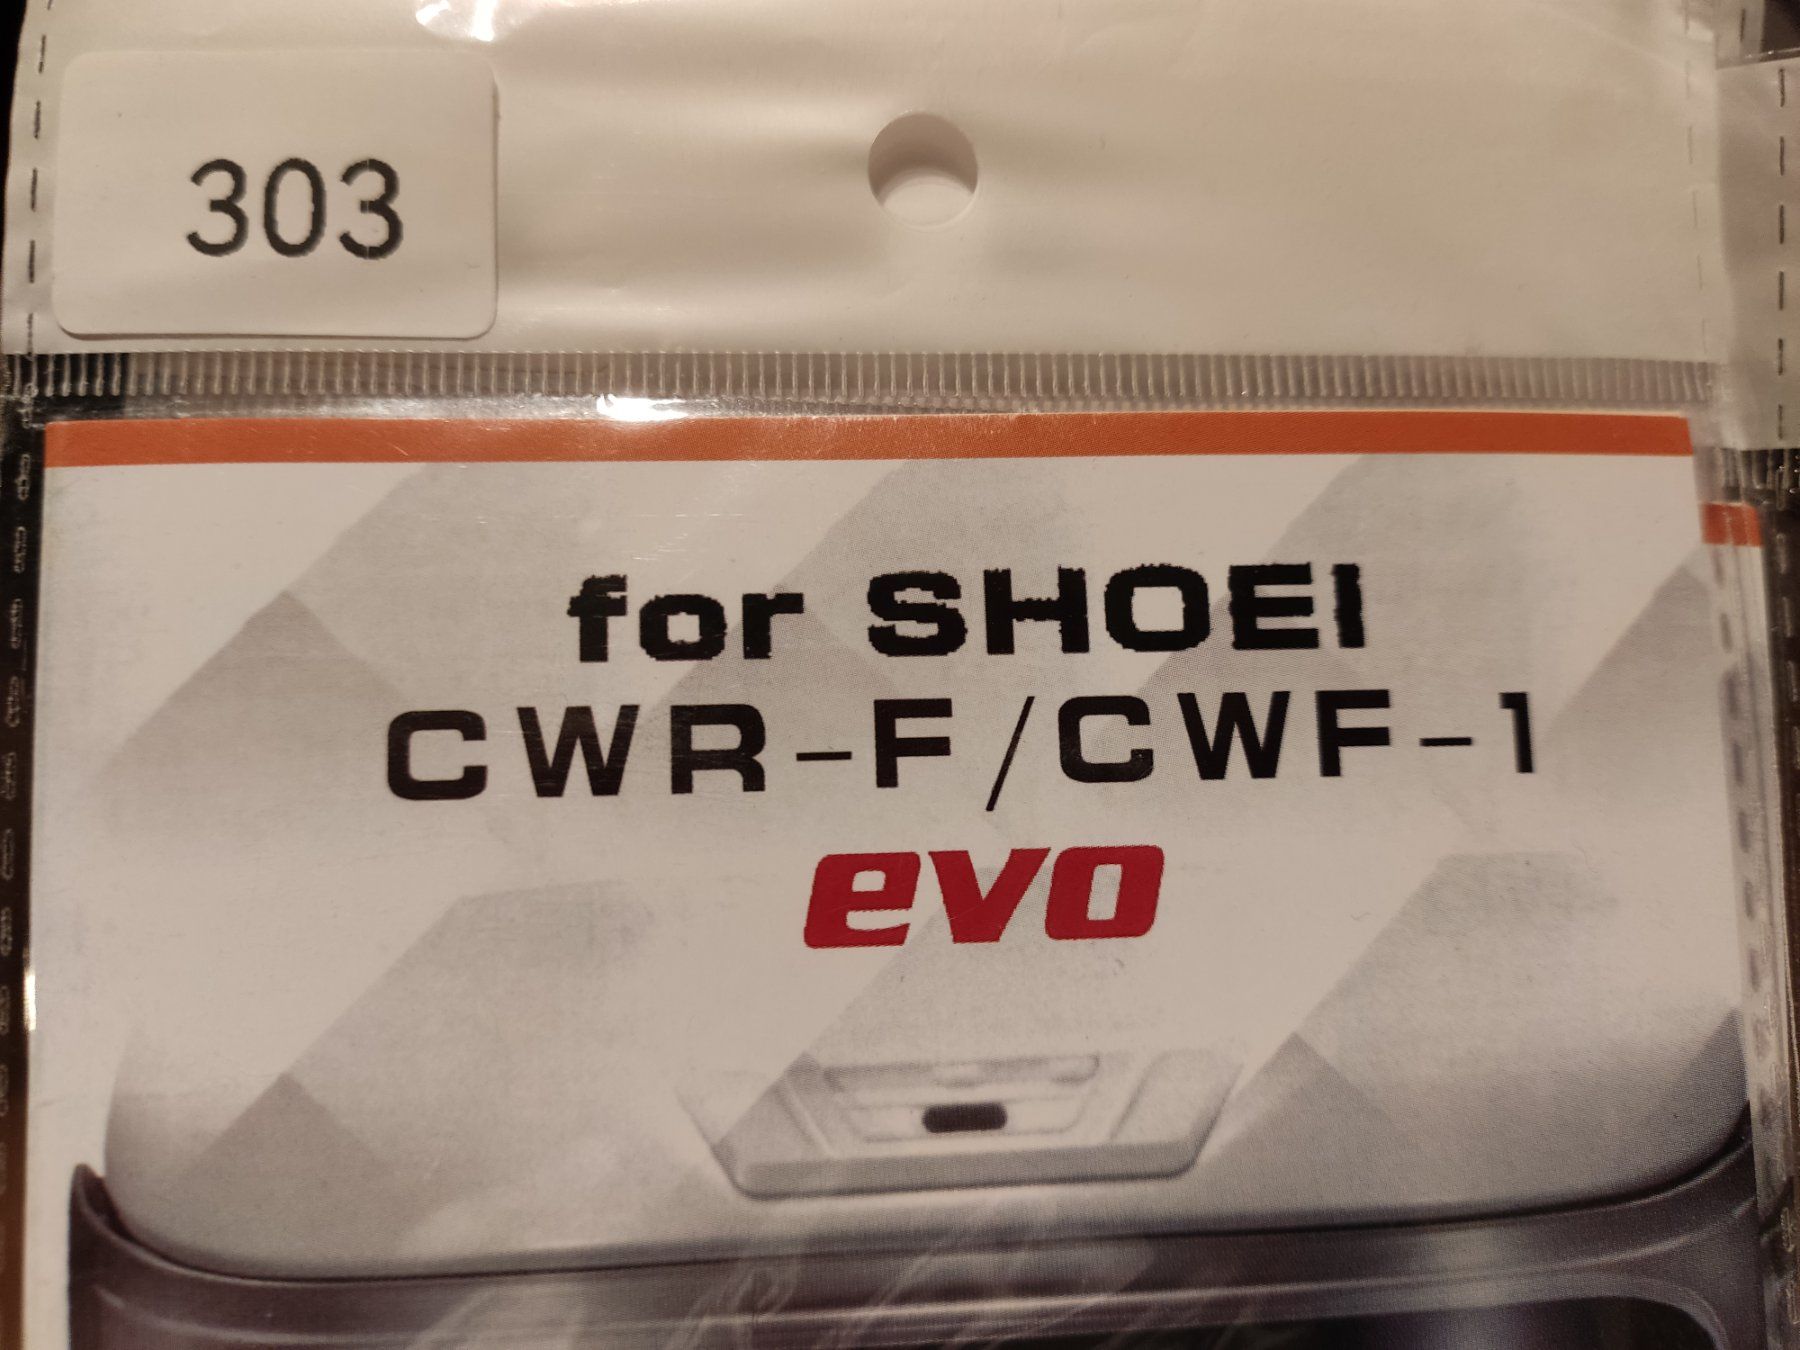 303
for SHOEI
CWR-F/CWF-1
evo